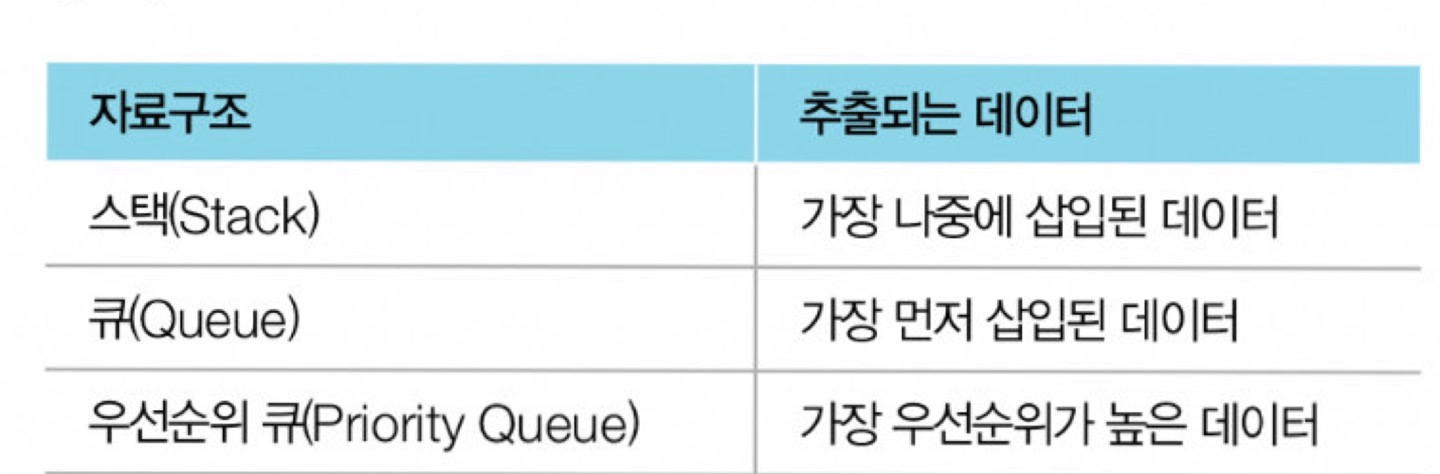 자료구조 추출되는 데이터
스택(Stack) 가장 나중에 삽입된 데이터
큐(Queue) 가장 먼저 삽입된 데이터
우선순위 큐(Priority Queue) 가장 우선순위가 높은 데이터